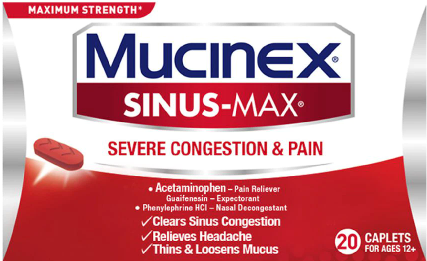 MAXIMUM STRENGTH*
MUCINEX®
SINUS-MAX®
SEVERE CONGESTION & PAIN
• Acetaminophen – Pain Reliever
Guaifenesin – Expectorant
• Phenylephrine HCl – Nasal Decongestant
✓Clears Sinus Congestion
✓Relieves Headache
✓Thins & Loosens Mucus
20 CAPLETS
FOR AGES 12+